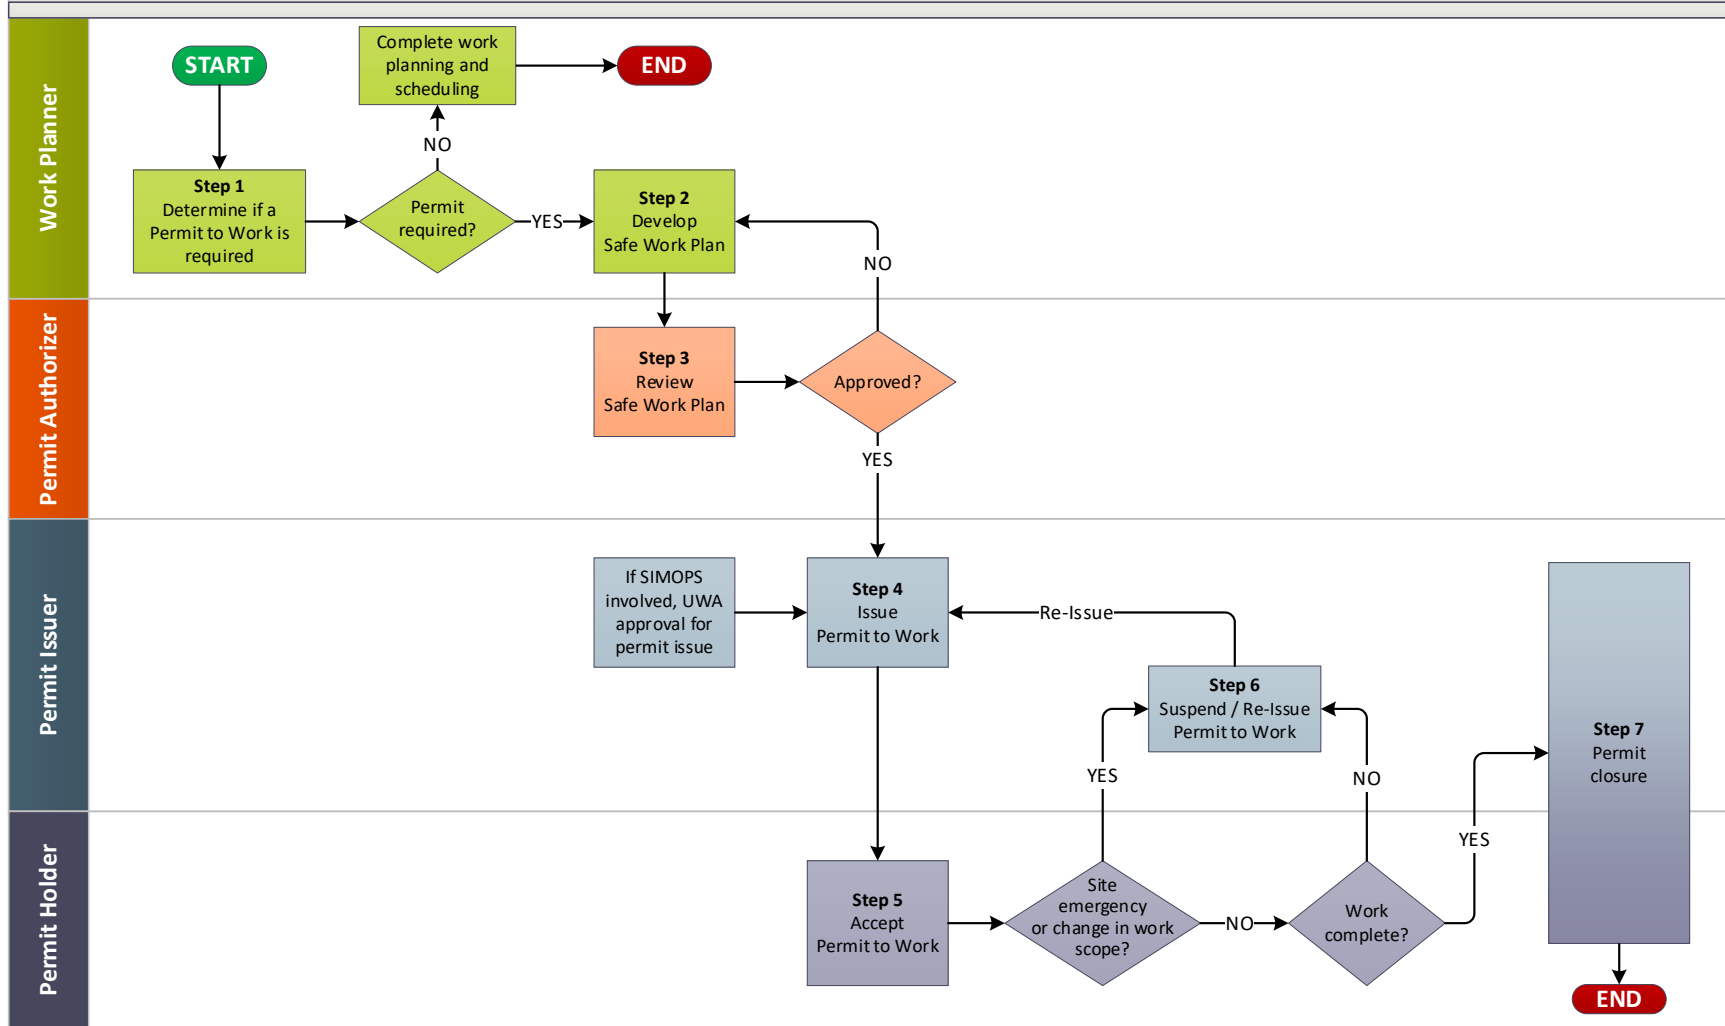 Work Planner
START
Complete work
planning and
scheduling
END
NO
Step 1
Determine if a
Permit to Work is
required
Permit
required?
YES
Step 2
Develop
Safe Work Plan
NO
Permit Authorizer
Step 3
Review
Safe Work Plan
Approved?
YES
Permit Issuer
If SIMOPS
involved, UWA
approval for
permit issue
Step 4
Issue
Permit to Work
Re-Issue
Step 6
Suspend / Re-Issue
Permit to Work
YES
NO
Step 7
Permit
closure
YES
Permit Holder
Step 5
Accept
Permit to Work
Site
emergency
or change in work
scope?
NO
Work
complete?
END